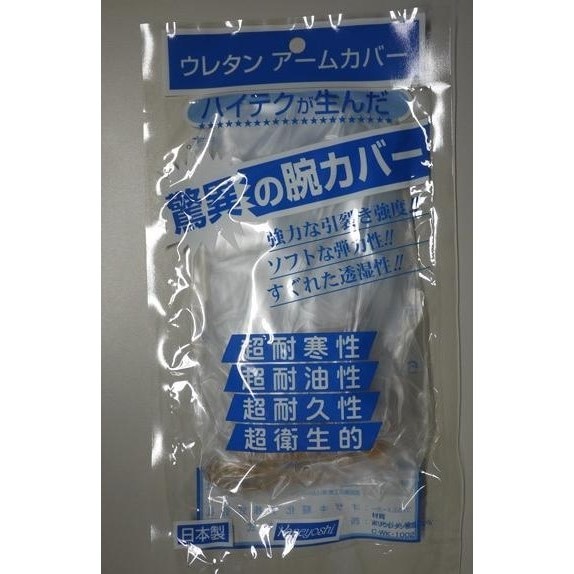 ウレタン アームカバー
ハイテクが生んだ
驚異の腕カバー
強力な引裂き強度!!
ソフトな弾力性!!
すぐれた透湿性!!
超耐寒性
超耐油性
超耐久性
超衛生的
日本製
Kaneyoshi
材質